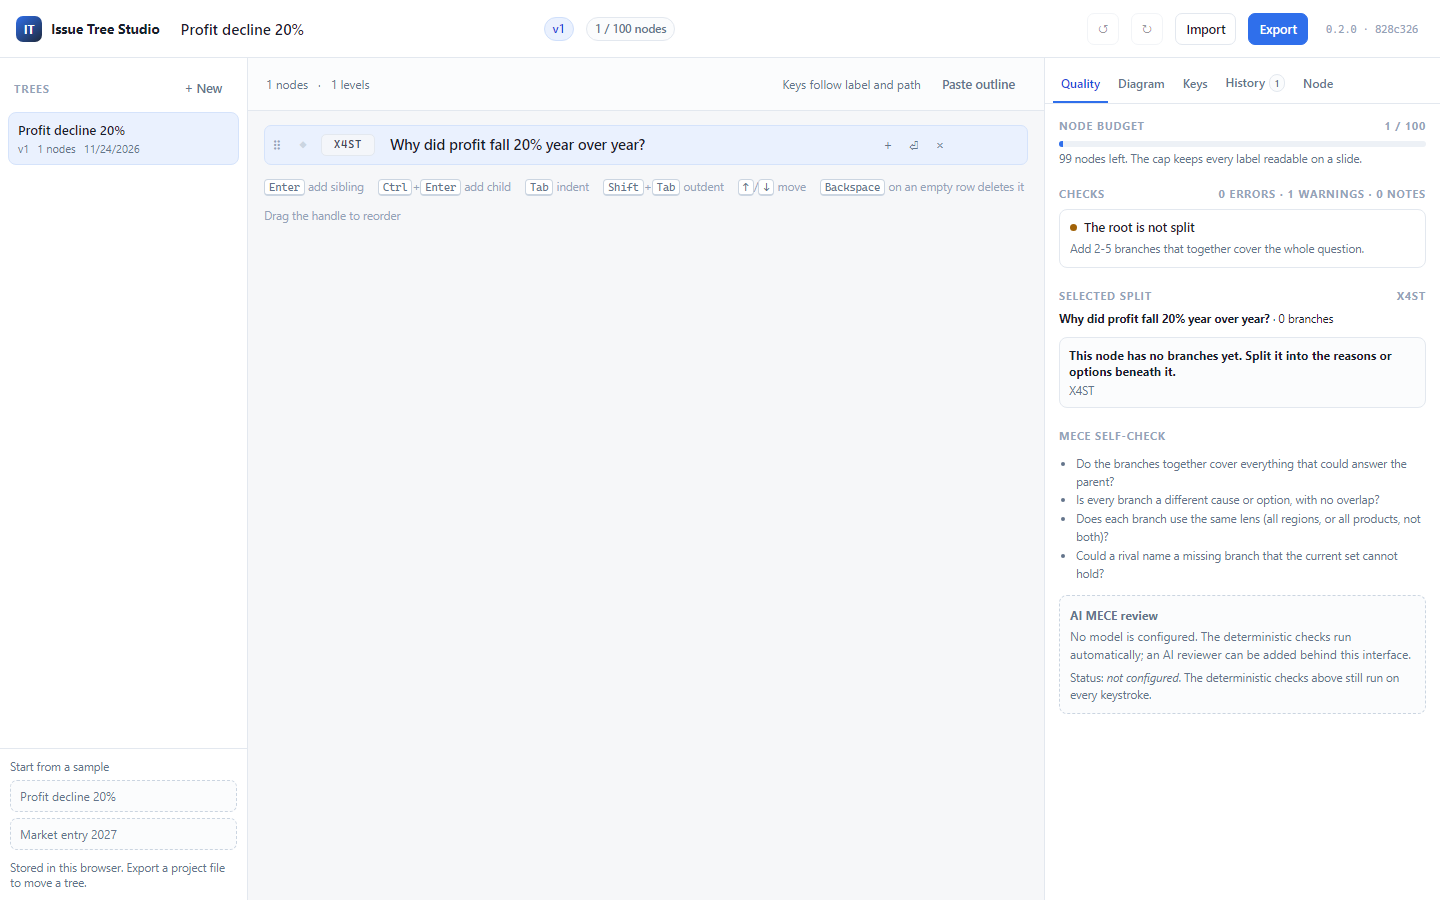 IT Issue Tree Studio Profit decline 20% v1 1 / 100 nodes ↺ ↻ Import Export 0.2.0 · 828c326
TREES + New
Profit decline 20%
v1 1 nodes 11/24/2026
Start from a sample
Profit decline 20%
Market entry 2027
Stored in this browser. Export a project file
to move a tree.
1 nodes · 1 levels Keys follow label and path Paste outline
X4ST Why did profit fall 20% year over year? + ⏎ ×
Enter add sibling Ctrl+Enter add child Tab indent Shift+Tab outdent ↑/↓ move Backspace on an empty row deletes it
Drag the handle to reorder
Quality Diagram Keys History 1 Node
NODE BUDGET 1 / 100
99 nodes left. The cap keeps every label readable on a slide.
CHECKS 0 ERRORS · 1 WARNINGS · 0 NOTES
The root is not split
Add 2-5 branches that together cover the whole question.
SELECTED SPLIT X4ST
Why did profit fall 20% year over year? · 0 branches
This node has no branches yet. Split it into the reasons or
options beneath it.
X4ST
MECE SELF-CHECK
• Do the branches together cover everything that could answer the
parent?
• Is every branch a different cause or option, with no overlap?
• Does each branch use the same lens (all regions, or all products, not
both)?
• Could a rival name a missing branch that the current set cannot
hold?
AI MECE review
No model is configured. The deterministic checks run
automatically; an AI reviewer can be added behind this interface.
Status: not configured. The deterministic checks above still run on
every keystroke.